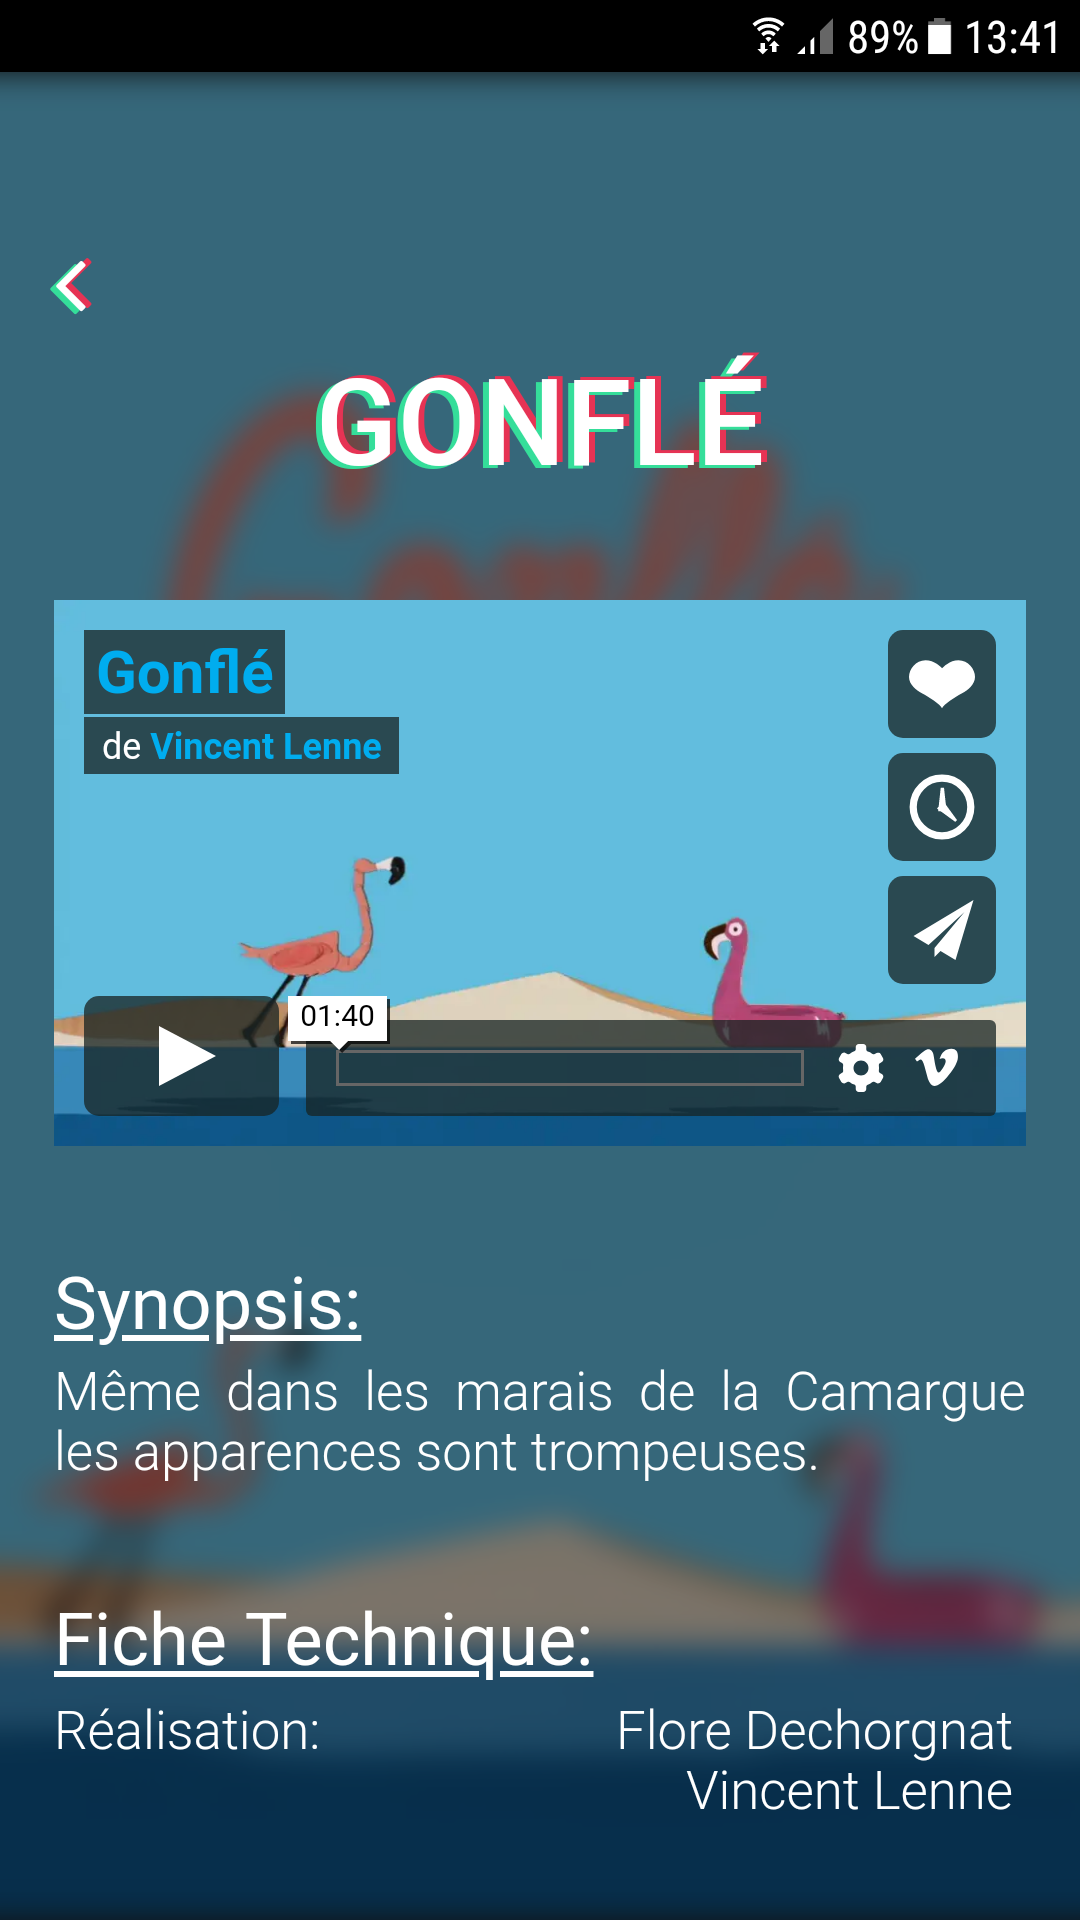 89% 13:41
GONFLÉ
Gonflé
de Vincent Lenne
01:40
Synopsis:
Même dans les marais de la Camargue
les apparences sont trompeuses.
Fiche Technique:
Réalisation: Flore Dechorgnat
Vincent Lenne